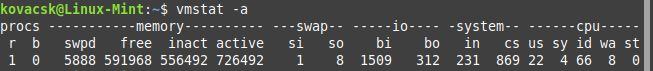 kovacsk@Linux-Mint:~$ vmstat -a
procs -----------memory---------- ---swap-- -----io---- -system-- ------cpu-----
 r  b   swpd   free  inact active   si   so    bi    bo   in   cs us sy id wa st
 1  0   5888 591968 556492 726492    1    8  1509   312  231  869 22  4 66  8  0